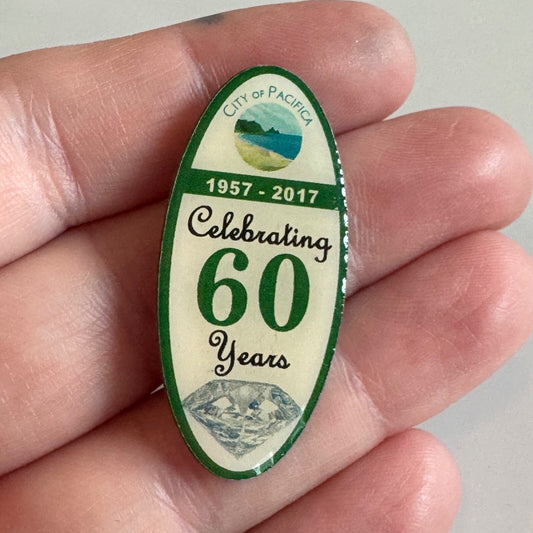 CITY OF PACIFICA
1957 - 2017
Celebrating
60
Years